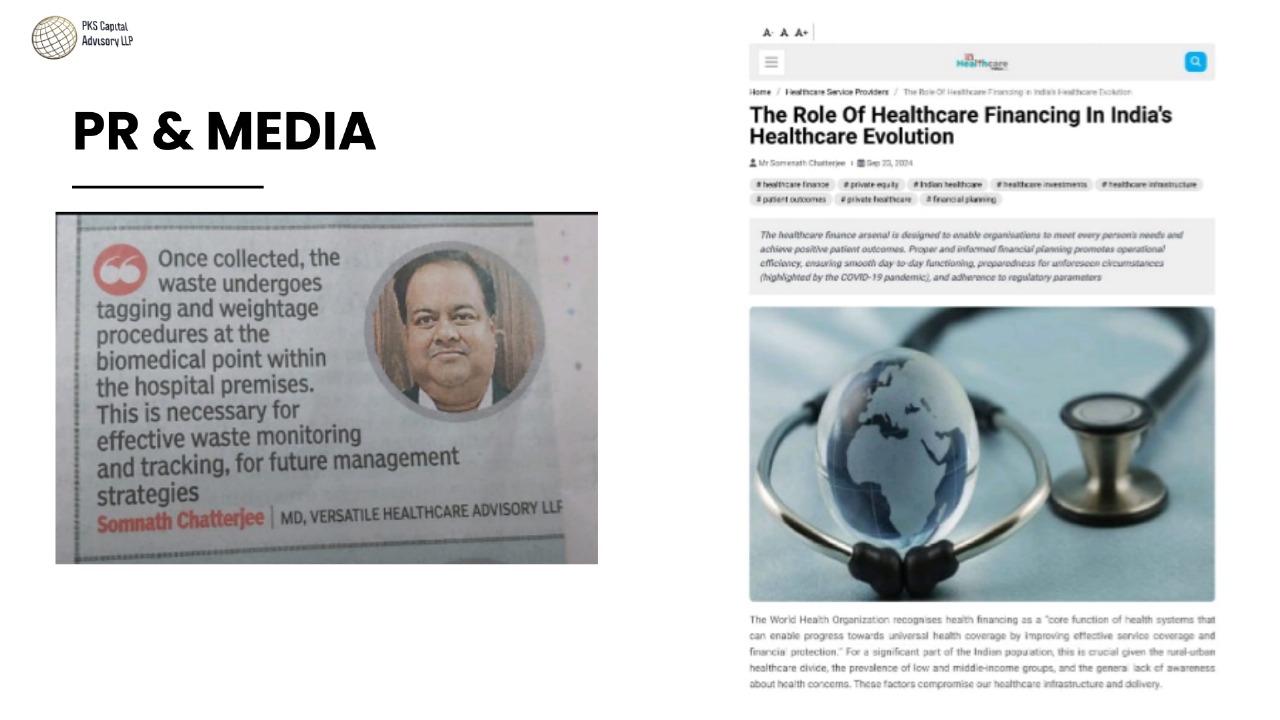 PKS Capital
Advisory LLP
PR & MEDIA
Once collected, the
waste undergoes
tagging and weightage
procedures at the
biomedical point within
the hospital premises.
This is necessary for
effective waste monitoring
and tracking, for future management
strategies
Somnath Chatterjee | MD, VERSATILE HEALTHCARE ADVISORY LLP
A- A A+
Healthcare
Home / Healthcare Service Providers / The Role Of Healthcare Financing in India's Healthcare Evolution
The Role Of Healthcare Financing In India's
Healthcare Evolution
Mr Somenath Chatterjee | Sep 23, 2024
# healthcare finance # private equity # Indian healthcare # healthcare investments # healthcare infrastructure
# patient outcomes # private healthcare # financial planning
The healthcare finance arsenal is designed to enable organisations to meet every person's needs and
achieve positive patient outcomes. Proper and informed financial planning promotes operational
efficiency, ensuring smooth day-to-day functioning, preparedness for unforeseen circumstances
(highlighted by the COVID-19 pandemic), and adherence to regulatory parameters
The World Health Organization recognises health financing as a "core function of health systems that
can enable progress towards universal health coverage by improving effective service coverage and
financial protection." For a significant part of the Indian population, this is crucial given the rural-urban
healthcare divide, the prevalence of low and middle-income groups, and the general lack of awareness
about health concerns. These factors compromise our healthcare infrastructure and delivery.